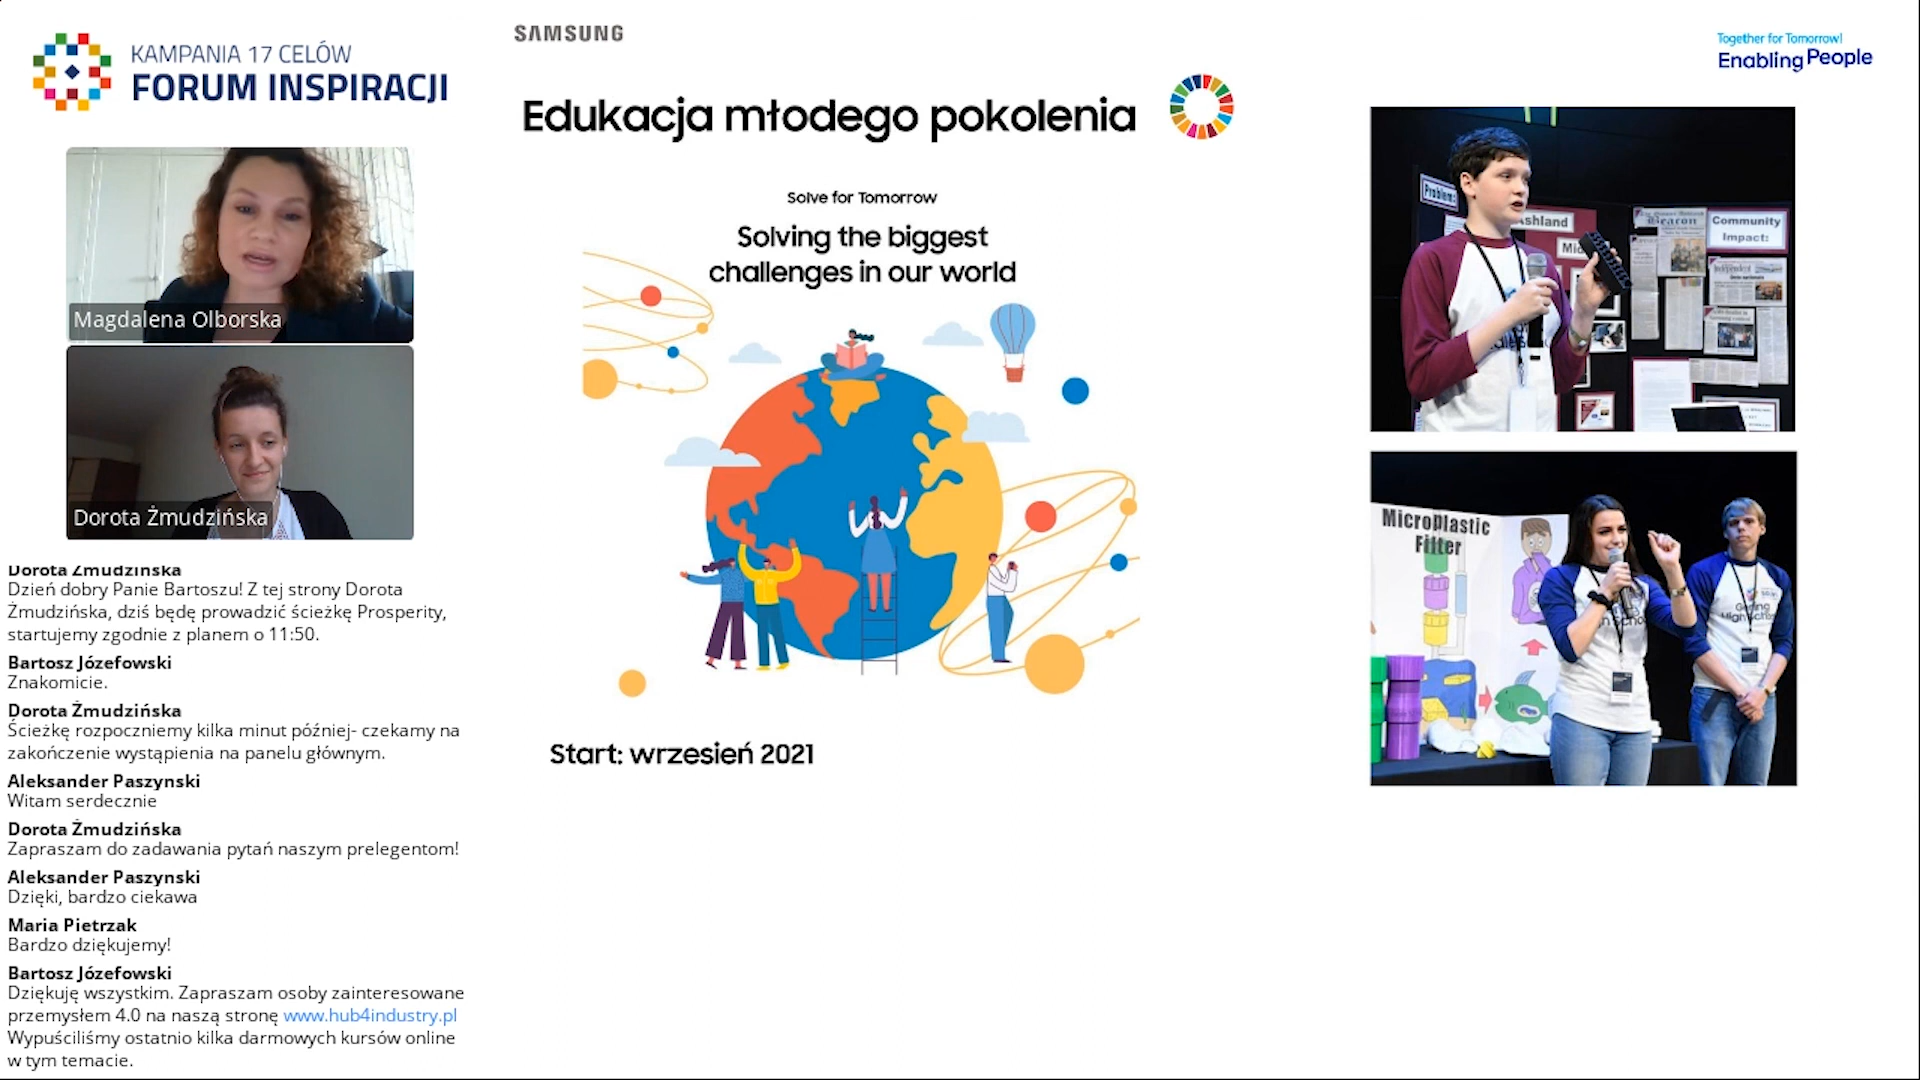 KAMPANIA 17 CELÓW
FORUM INSPIRACJI
Magdalena Olborska
Dorota Żmudzińska
Dorota Żmudzińska
Dzień dobry Panie Bartoszu! Z tej strony Dorota
Żmudzińska, dziś będę prowadzić ścieżkę Prosperity,
startujemy zgodnie z planem o 11:50.
Bartosz Józefowski
Znakomicie.
Dorota Żmudzińska
Ścieżkę rozpoczniemy kilka minut później- czekamy na
zakończenie wystąpienia na panelu głównym.
Aleksander Paszynski
Witam serdecznie
Dorota Żmudzińska
Zapraszam do zadawania pytań naszym prelegentom!
Aleksander Paszynski
Dzięki, bardzo ciekawa
Maria Pietrzak
Bardzo dziękujemy!
Bartosz Józefowski
Dziękuję wszystkim. Zapraszam osoby zainteresowane
przemysłem 4.0 na naszą stronę www.hub4industry.pl
Wypuściliśmy ostatnio kilka darmowych kursów online
w tym temacie.
SAMSUNG
Edukacja młodego pokolenia
Solve for Tomorrow
Solving the biggest
challenges in our world
Start: wrzesień 2021
Together for Tomorrow!
Enabling People
Problem:
Ashland
Beacon
Community
Impact:
Microplastic
Filter